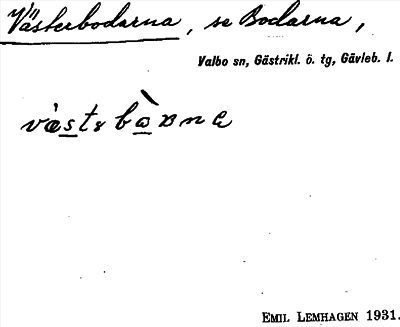 Västerbodarna, se Bodarna,
Valbo sn, Gästrikl. ö. tg, Gävleb. l.
EMIL LEMHAGEN 1931.